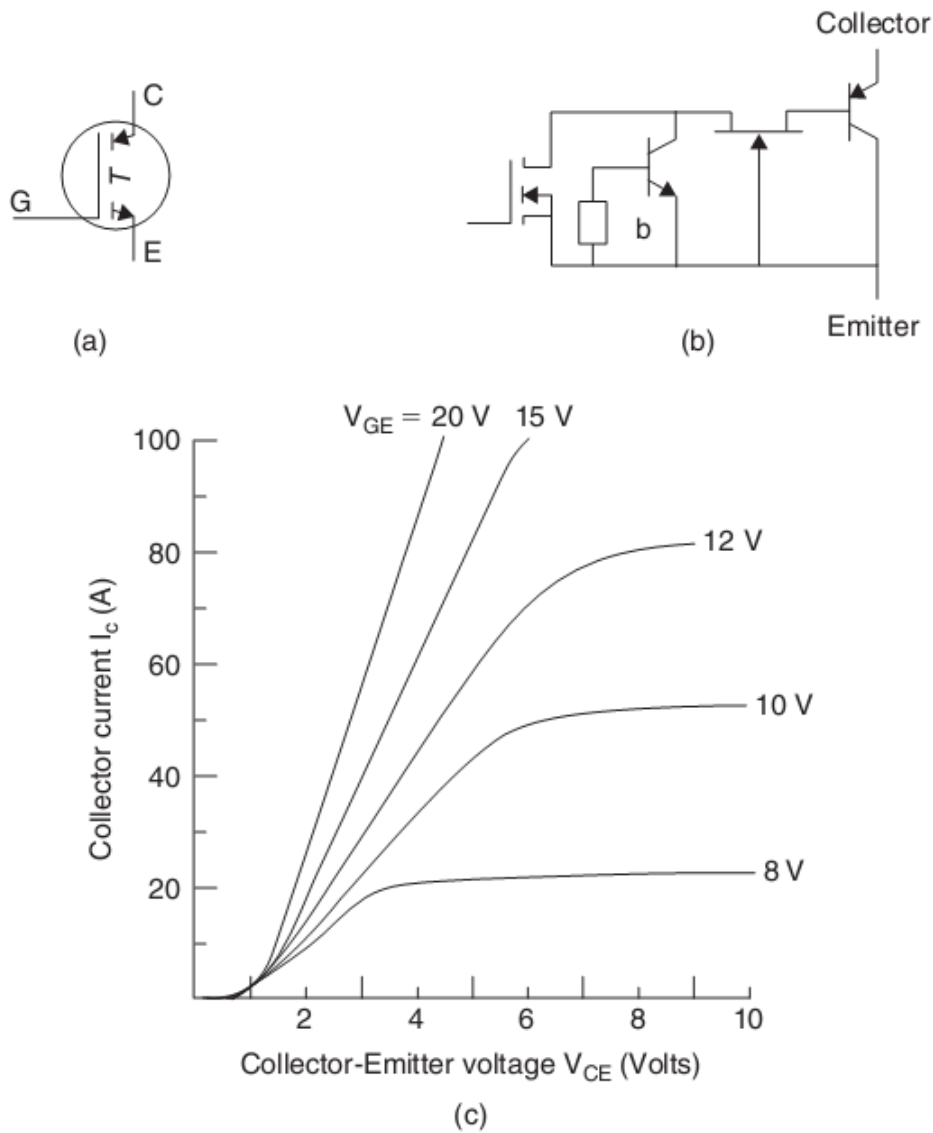 Collector
C
G
T
E
b
Emitter
(a)
(b)
V_GE = 20 V
15 V
12 V
10 V
8 V
100
80
60
40
20
Collector current I_c (A)
2
4
6
8
10
Collector-Emitter voltage V_CE (Volts)
(c)